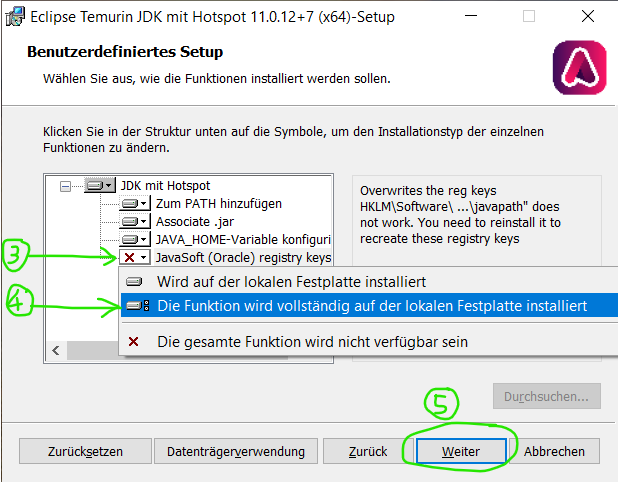 Eclipse Temurin JDK mit Hotspot 11.0.12+7 (x64)-Setup
Benutzerdefiniertes Setup
Wählen Sie aus, wie die Funktionen installiert werden sollen.
Klicken Sie in der Struktur unten auf die Symbole, um den Installationstyp der einzelnen
Funktionen zu ändern.
JDK mit Hotspot
Zum PATH hinzufügen
Associate .jar
JAVA_HOME-Variable konfiguri
3
JavaSoft (Oracle) registry keys
Overwrites the reg keys
HKLM\Software\ ...\javapath" does
not work. You need to reinstall it to
recreate these registry keys
Wird auf der lokalen Festplatte installiert
4
Die Funktion wird vollständig auf der lokalen Festplatte installiert
Die gesamte Funktion wird nicht verfügbar sein
Durchsuchen...
5
Zurücksetzen
Datenträgerverwendung
Zurück
Weiter
Abbrechen